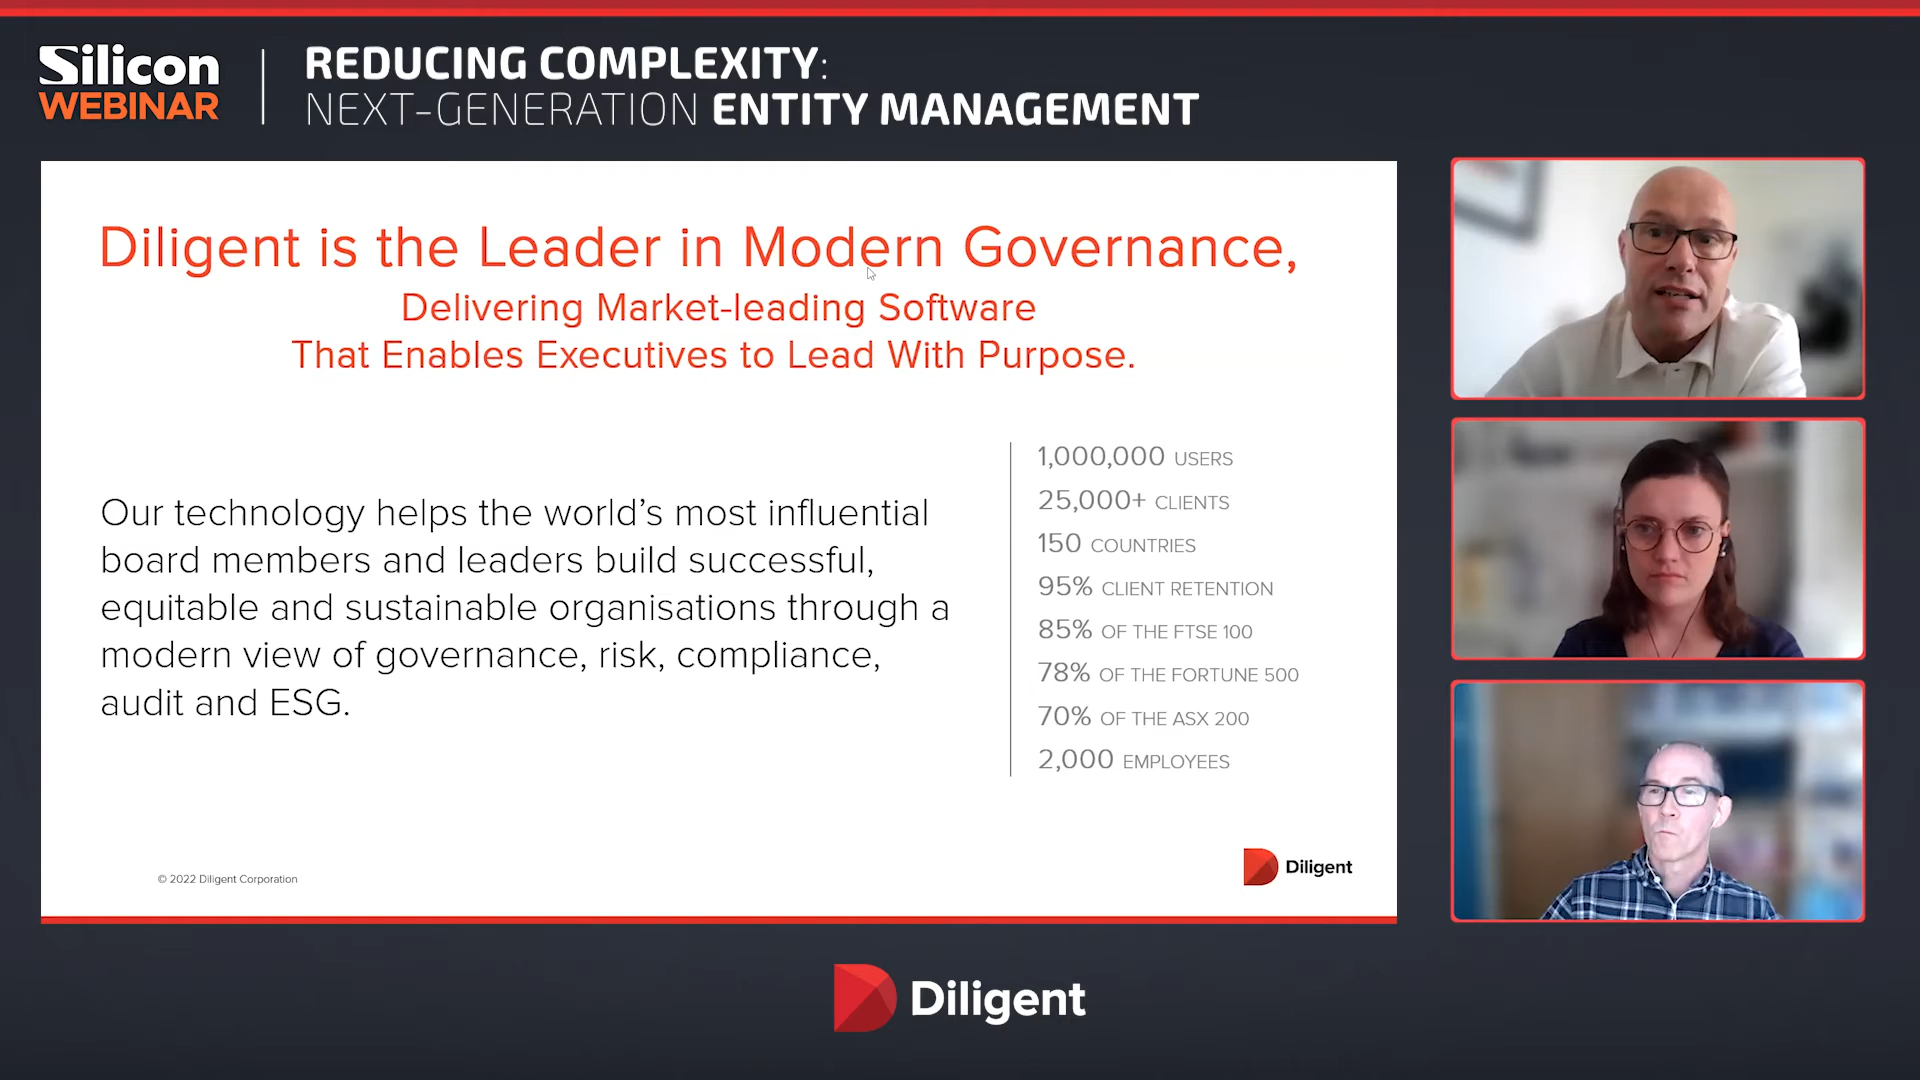 Silicon
WEBINAR
REDUCING COMPLEXITY:
NEXT-GENERATION ENTITY MANAGEMENT
Diligent is the Leader in Modern Governance,
Delivering Market-leading Software
That Enables Executives to Lead With Purpose.
Our technology helps the world’s most influential
board members and leaders build successful,
equitable and sustainable organisations through a
modern view of governance, risk, compliance,
audit and ESG.
1,000,000 USERS
25,000+ CLIENTS
150 COUNTRIES
95% CLIENT RETENTION
85% OF THE FTSE 100
78% OF THE FORTUNE 500
70% OF THE ASX 200
2,000 EMPLOYEES
© 2022 Diligent Corporation
Diligent
Diligent